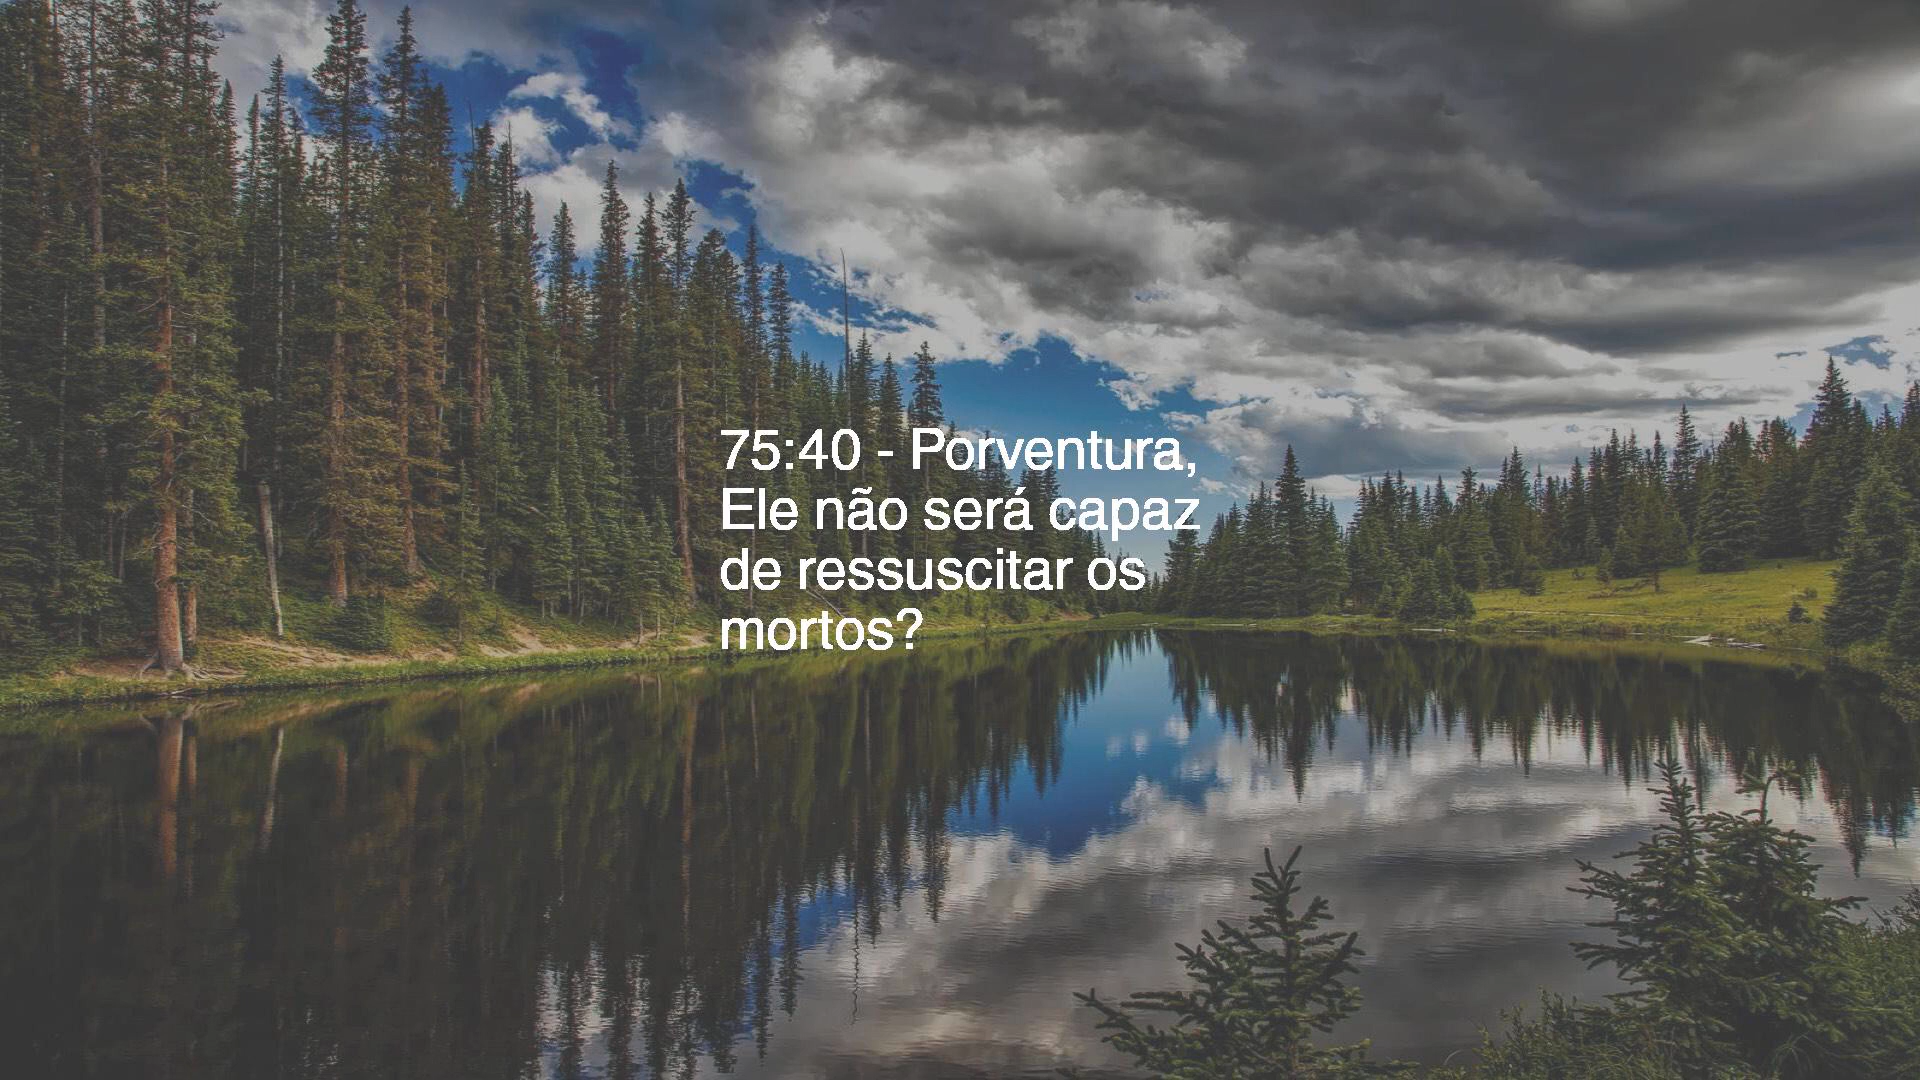 75:40 - Porventura,
Ele não será capaz
de ressuscitar os
mortos?